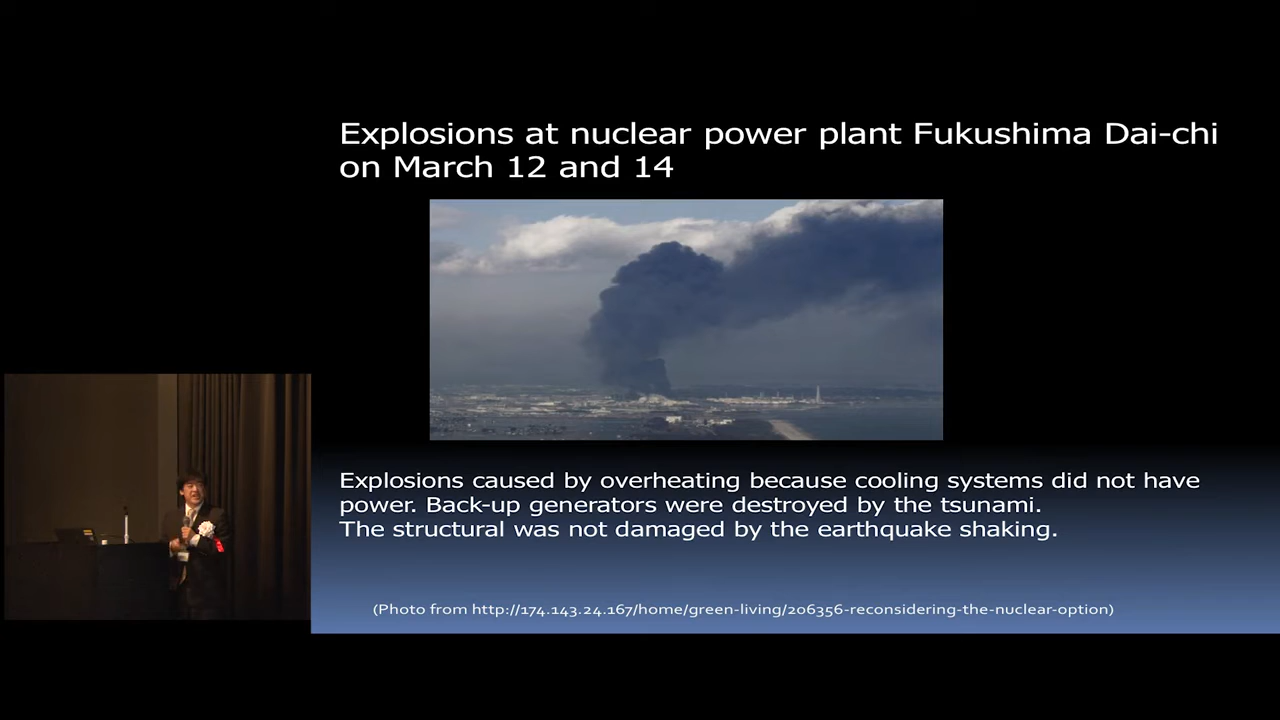 Explosions at nuclear power plant Fukushima Dai-chi
on March 12 and 14
Explosions caused by overheating because cooling systems did not have
power. Back-up generators were destroyed by the tsunami.
The structural was not damaged by the earthquake shaking.
(Photo from http://174.143.24.167/home/green-living/206356-reconsidering-the-nuclear-option)